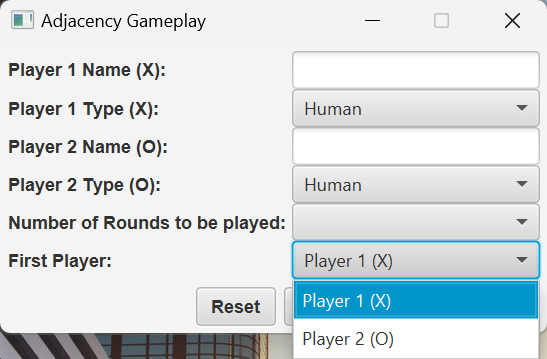 Adjacency Gameplay
Player 1 Name (X):
Player 1 Type (X): Human
Player 2 Name (O):
Player 2 Type (O): Human
Number of Rounds to be played:
First Player: Player 1 (X)
Player 1 (X)
Reset
Player 2 (O)